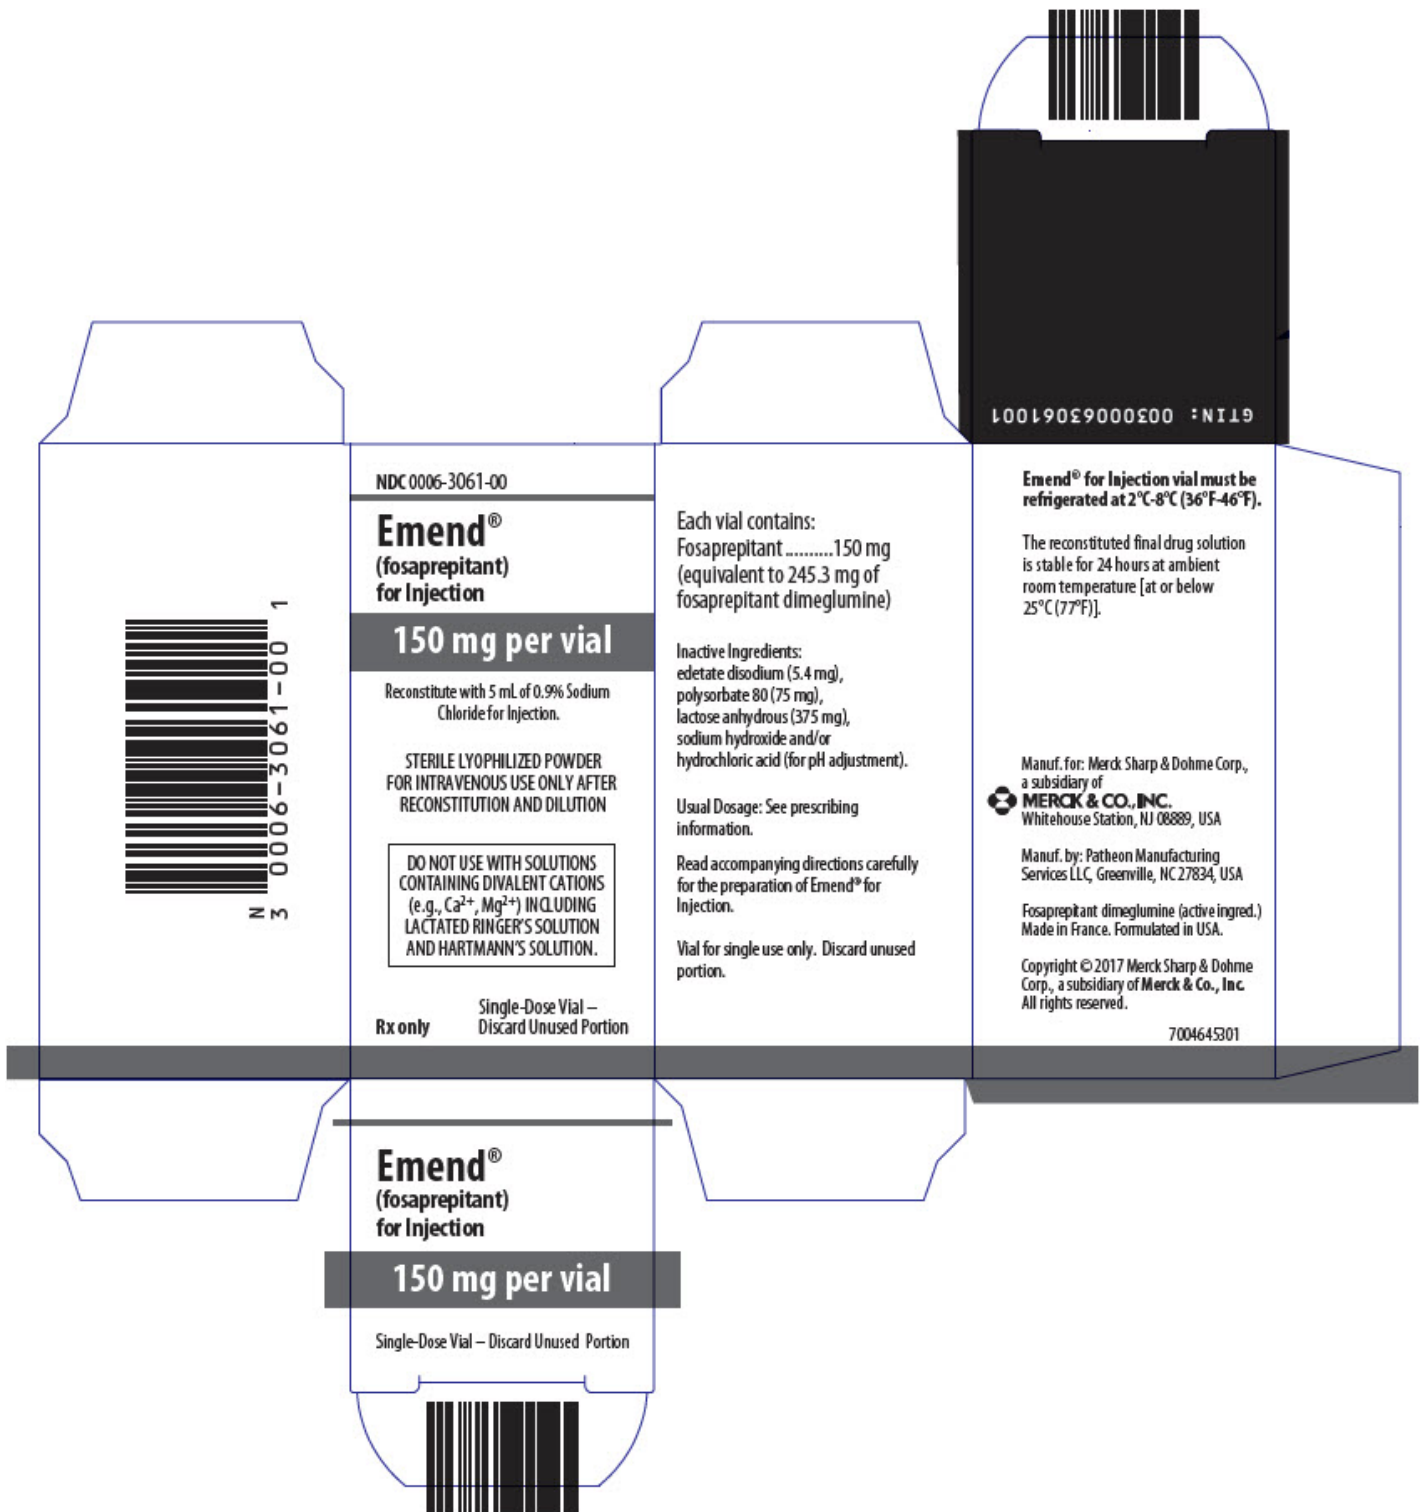 GTIN: 00300063061001
3 0006-3061-00 1
N
NDC 0006-3061-00
Emend®
(fosaprepitant)
for Injection
150 mg per vial
Reconstitute with 5 mL of 0.9% Sodium
Chloride for Injection.
STERILE LYOPHILIZED POWDER
FOR INTRAVENOUS USE ONLY AFTER
RECONSTITUTION AND DILUTION
DO NOT USE WITH SOLUTIONS
CONTAINING DIVALENT CATIONS
(e.g., Ca²⁺, Mg²⁺) INCLUDING
LACTATED RINGER'S SOLUTION
AND HARTMANN'S SOLUTION.
Rx only
Single-Dose Vial –
Discard Unused Portion
Each vial contains:
Fosaprepitant ..........150 mg
(equivalent to 245.3 mg of
fosaprepitant dimeglumine)
Inactive Ingredients:
edetate disodium (5.4 mg),
polysorbate 80 (75 mg),
lactose anhydrous (375 mg),
sodium hydroxide and/or
hydrochloric acid (for pH adjustment).
Usual Dosage: See prescribing
information.
Read accompanying directions carefully
for the preparation of Emend® for
Injection.
Vial for single use only. Discard unused
portion.
Emend® for Injection vial must be
refrigerated at 2°C-8°C (36°F-46°F).
The reconstituted final drug solution
is stable for 24 hours at ambient
room temperature [at or below
25°C (77°F)].
Manuf. for: Merck Sharp & Dohme Corp.,
a subsidiary of
MERCK & CO., INC.
Whitehouse Station, NJ 08889, USA
Manuf. by: Patheon Manufacturing
Services LLC, Greenville, NC 27834, USA
Fosaprepitant dimeglumine (active ingred.)
Made in France. Formulated in USA.
Copyright © 2017 Merck Sharp & Dohme
Corp., a subsidiary of Merck & Co., Inc.
All rights reserved.
7004645301
Emend®
(fosaprepitant)
for Injection
150 mg per vial
Single-Dose Vial – Discard Unused Portion